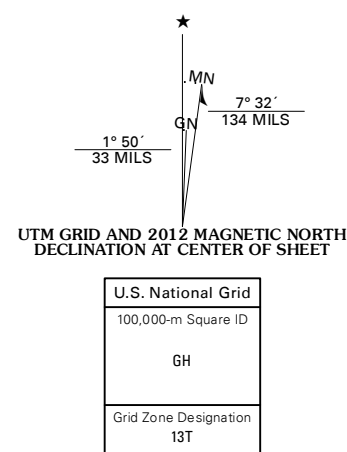 ★
MN
GN
7° 32´
134 MILS
1° 50´
33 MILS
UTM GRID AND 2012 MAGNETIC NORTH
DECLINATION AT CENTER OF SHEET
U.S. National Grid
100,000-m Square ID
GH
Grid Zone Designation
13T